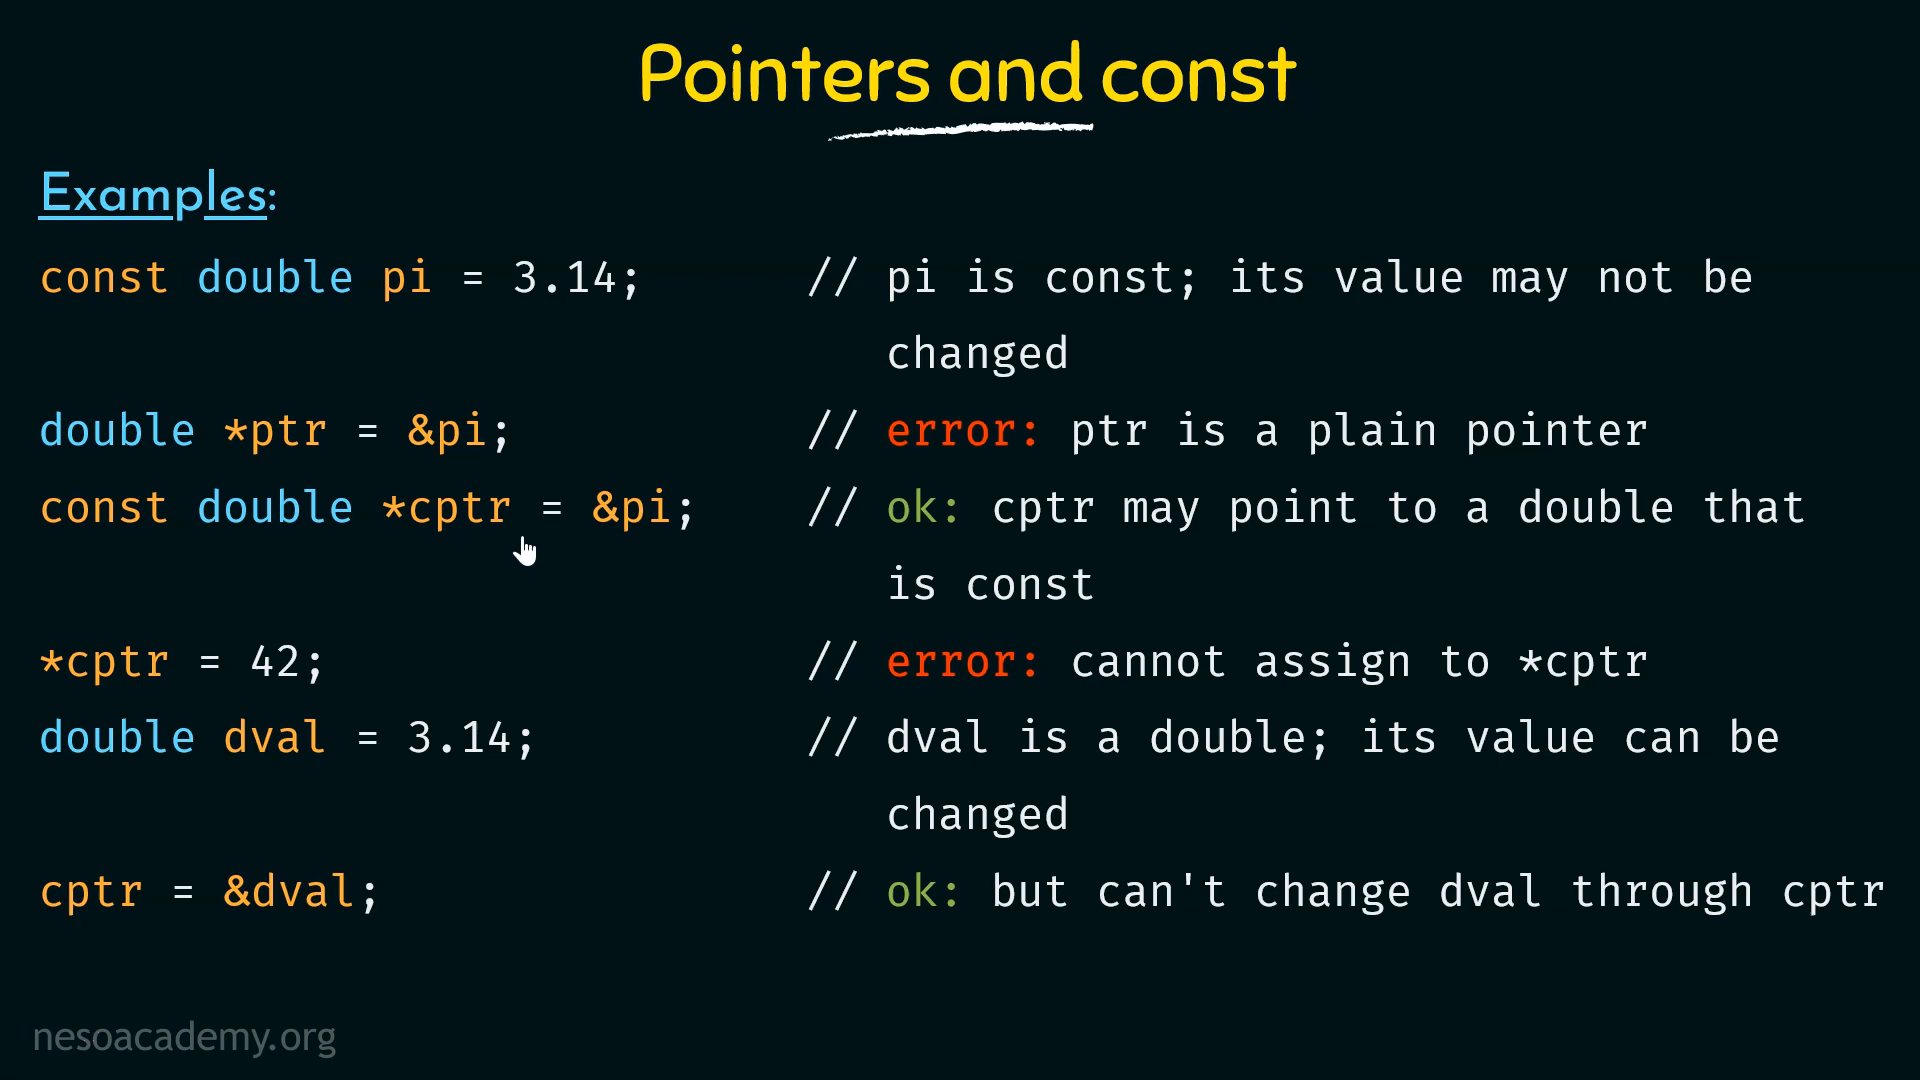 Pointers and const
Examples:
const double pi = 3.14; // pi is const; its value may not be
changed
double *ptr = &pi; // error: ptr is a plain pointer
const double *cptr = &pi; // ok: cptr may point to a double that
is const
*cptr = 42; // error: cannot assign to *cptr
double dval = 3.14; // dval is a double; its value can be
changed
cptr = &dval; // ok: but can't change dval through cptr
nesoacademy.org